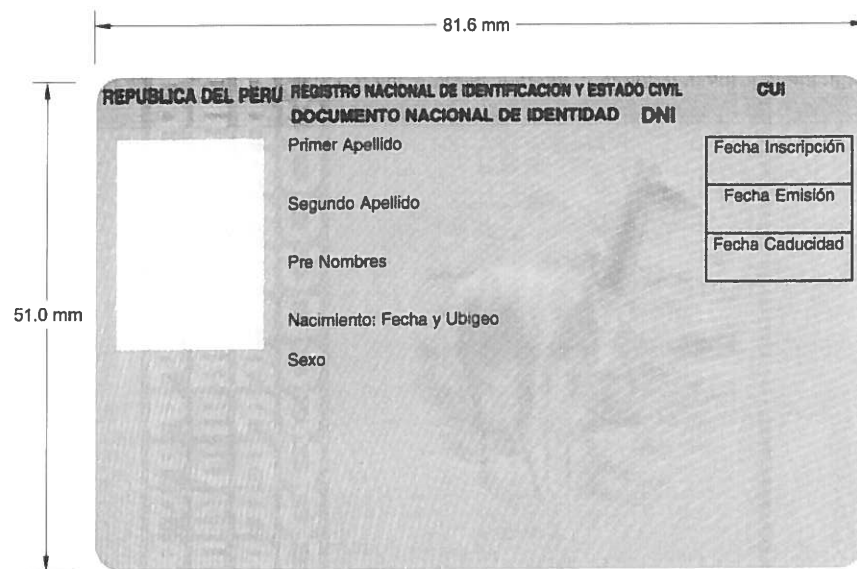 81.6 mm
REPUBLICA DEL PERU REGISTRO NACIONAL DE IDENTIFICACION Y ESTADO CIVIL CUI
DOCUMENTO NACIONAL DE IDENTIDAD DNI
Primer Apellido
Fecha Inscripción
Segundo Apellido
Fecha Emisión
Pre Nombres
Fecha Caducidad
51.0 mm
Nacimiento: Fecha y Ubigeo
Sexo